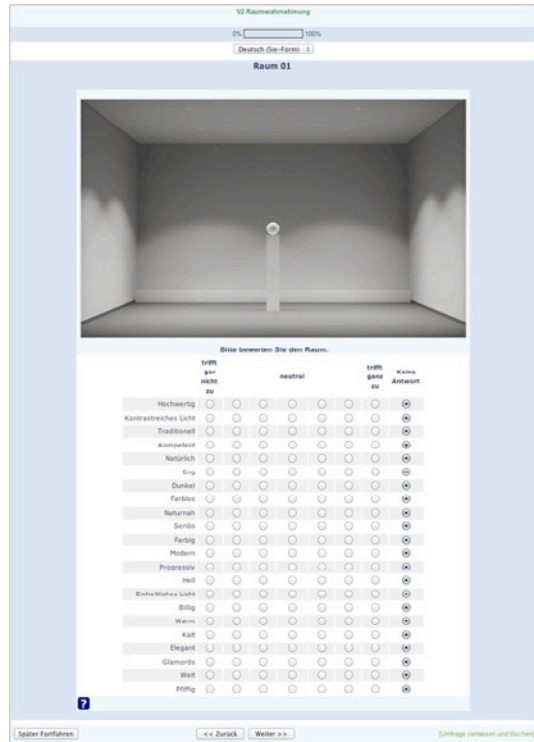 V2 Raumwahrnehmung
0% 100%
Deutsch (Sie-Form)
Raum 01
Bitte bewerten Sie den Raum.
trifft gar nicht zu neutral trifft ganz zu Keine Antwort
Hochwertig
Kontrastreiches Licht
Traditionell
Kompetent
Natürlich
Eng
Dunkel
Farblos
Naturnah
Seriös
Farbig
Modern
Progressiv
Hell
Einheitliches Licht
Billig
Warm
Kalt
Elegant
Glamorös
Weit
Pfiffig
?
Später Fortfahren << Zurück Weiter >> [Umfrage verlassen und löschen]